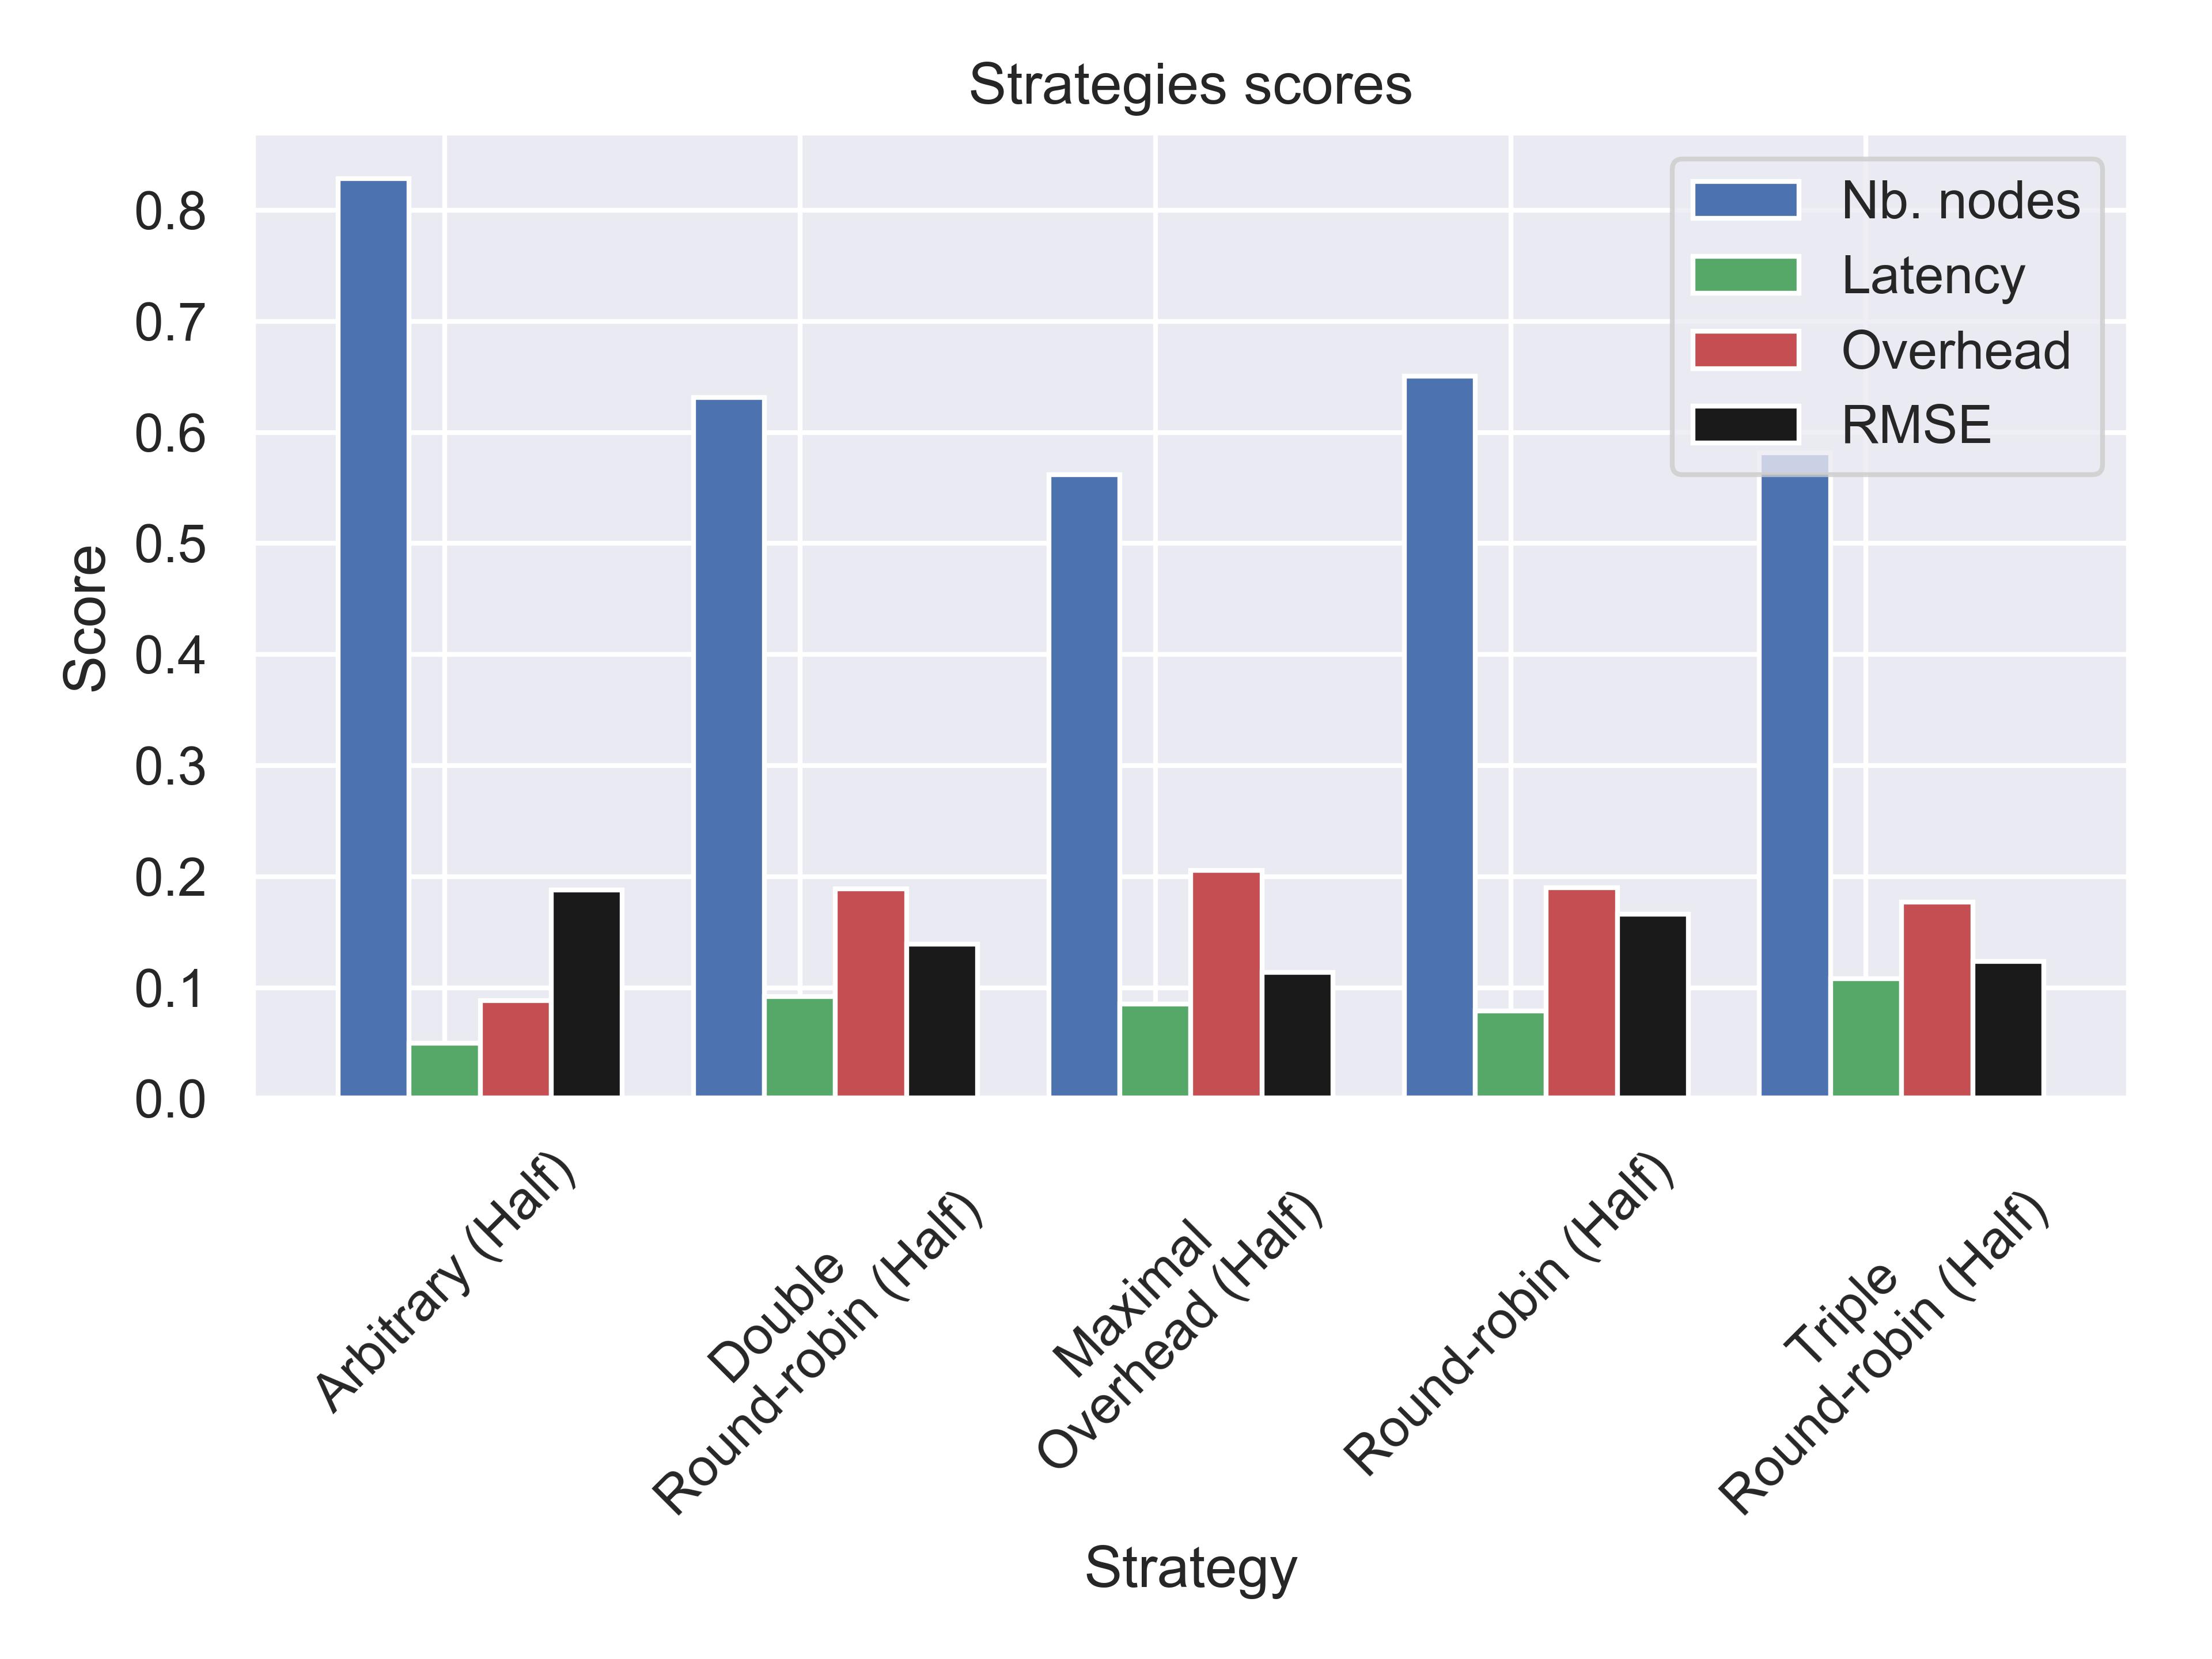 Strategies scores
Nb. nodes
Latency
Overhead
RMSE
Score
0.8
0.7
0.6
0.5
0.4
0.3
0.2
0.1
0.0
Arbitrary (Half)
Double
Round-robin (Half)
Maximal
Overhead (Half)
Round-robin (Half)
Triple
Round-robin (Half)
Strategy